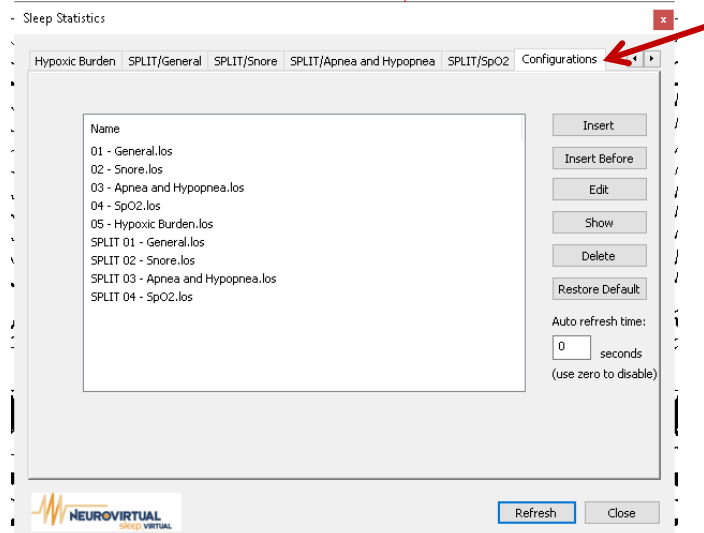 Sleep Statistics
x
Hypoxic Burden SPLIT/General SPLIT/Snore SPLIT/Apnea and Hypopnea SPLIT/SpO2 Configurations
Name
01 - General.los
02 - Snore.los
03 - Apnea and Hypopnea.los
04 - SpO2.los
05 - Hypoxic Burden.los
SPLIT 01 - General.los
SPLIT 02 - Snore.los
SPLIT 03 - Apnea and Hypopnea.los
SPLIT 04 - SpO2.los
Insert
Insert Before
Edit
Show
Delete
Restore Default
Auto refresh time:
0 seconds
(use zero to disable)
NEUROVIRTUAL
SLEEP VIRTUAL
Refresh Close